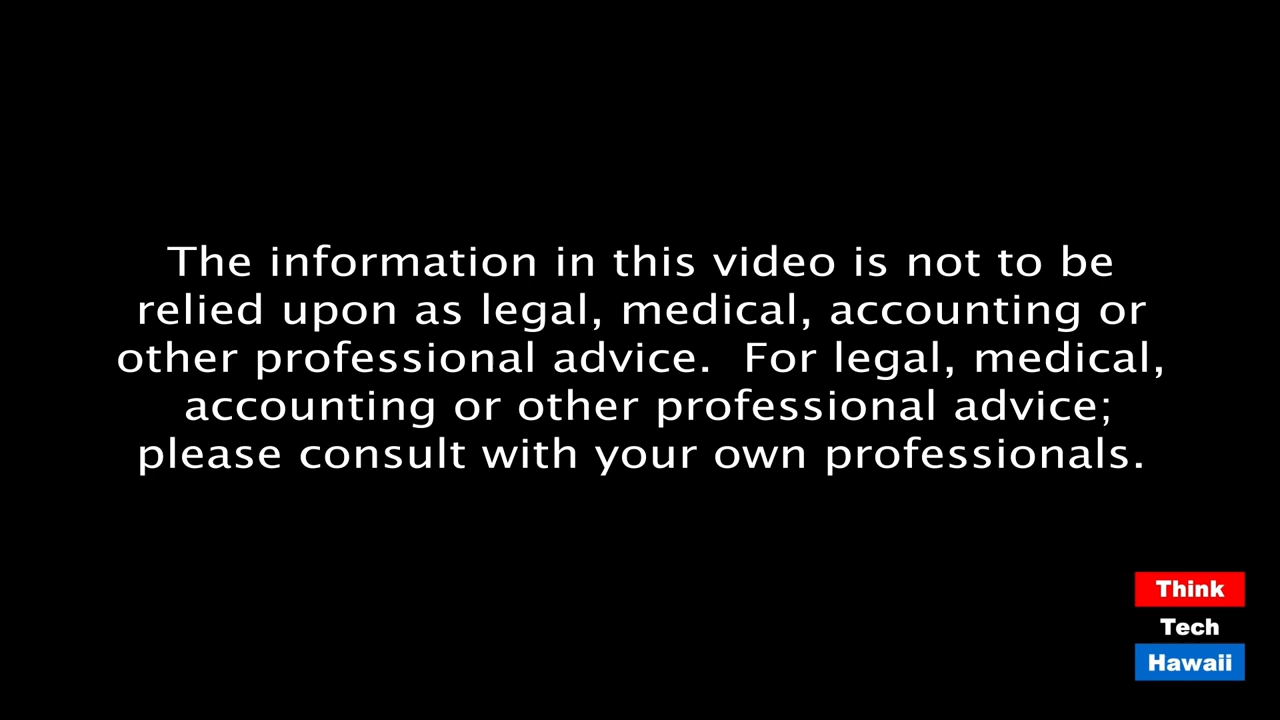 The information in this video is not to be
relied upon as legal, medical, accounting or
other professional advice.  For legal, medical,
accounting or other professional advice;
please consult with your own professionals.
Think
Tech
Hawaii